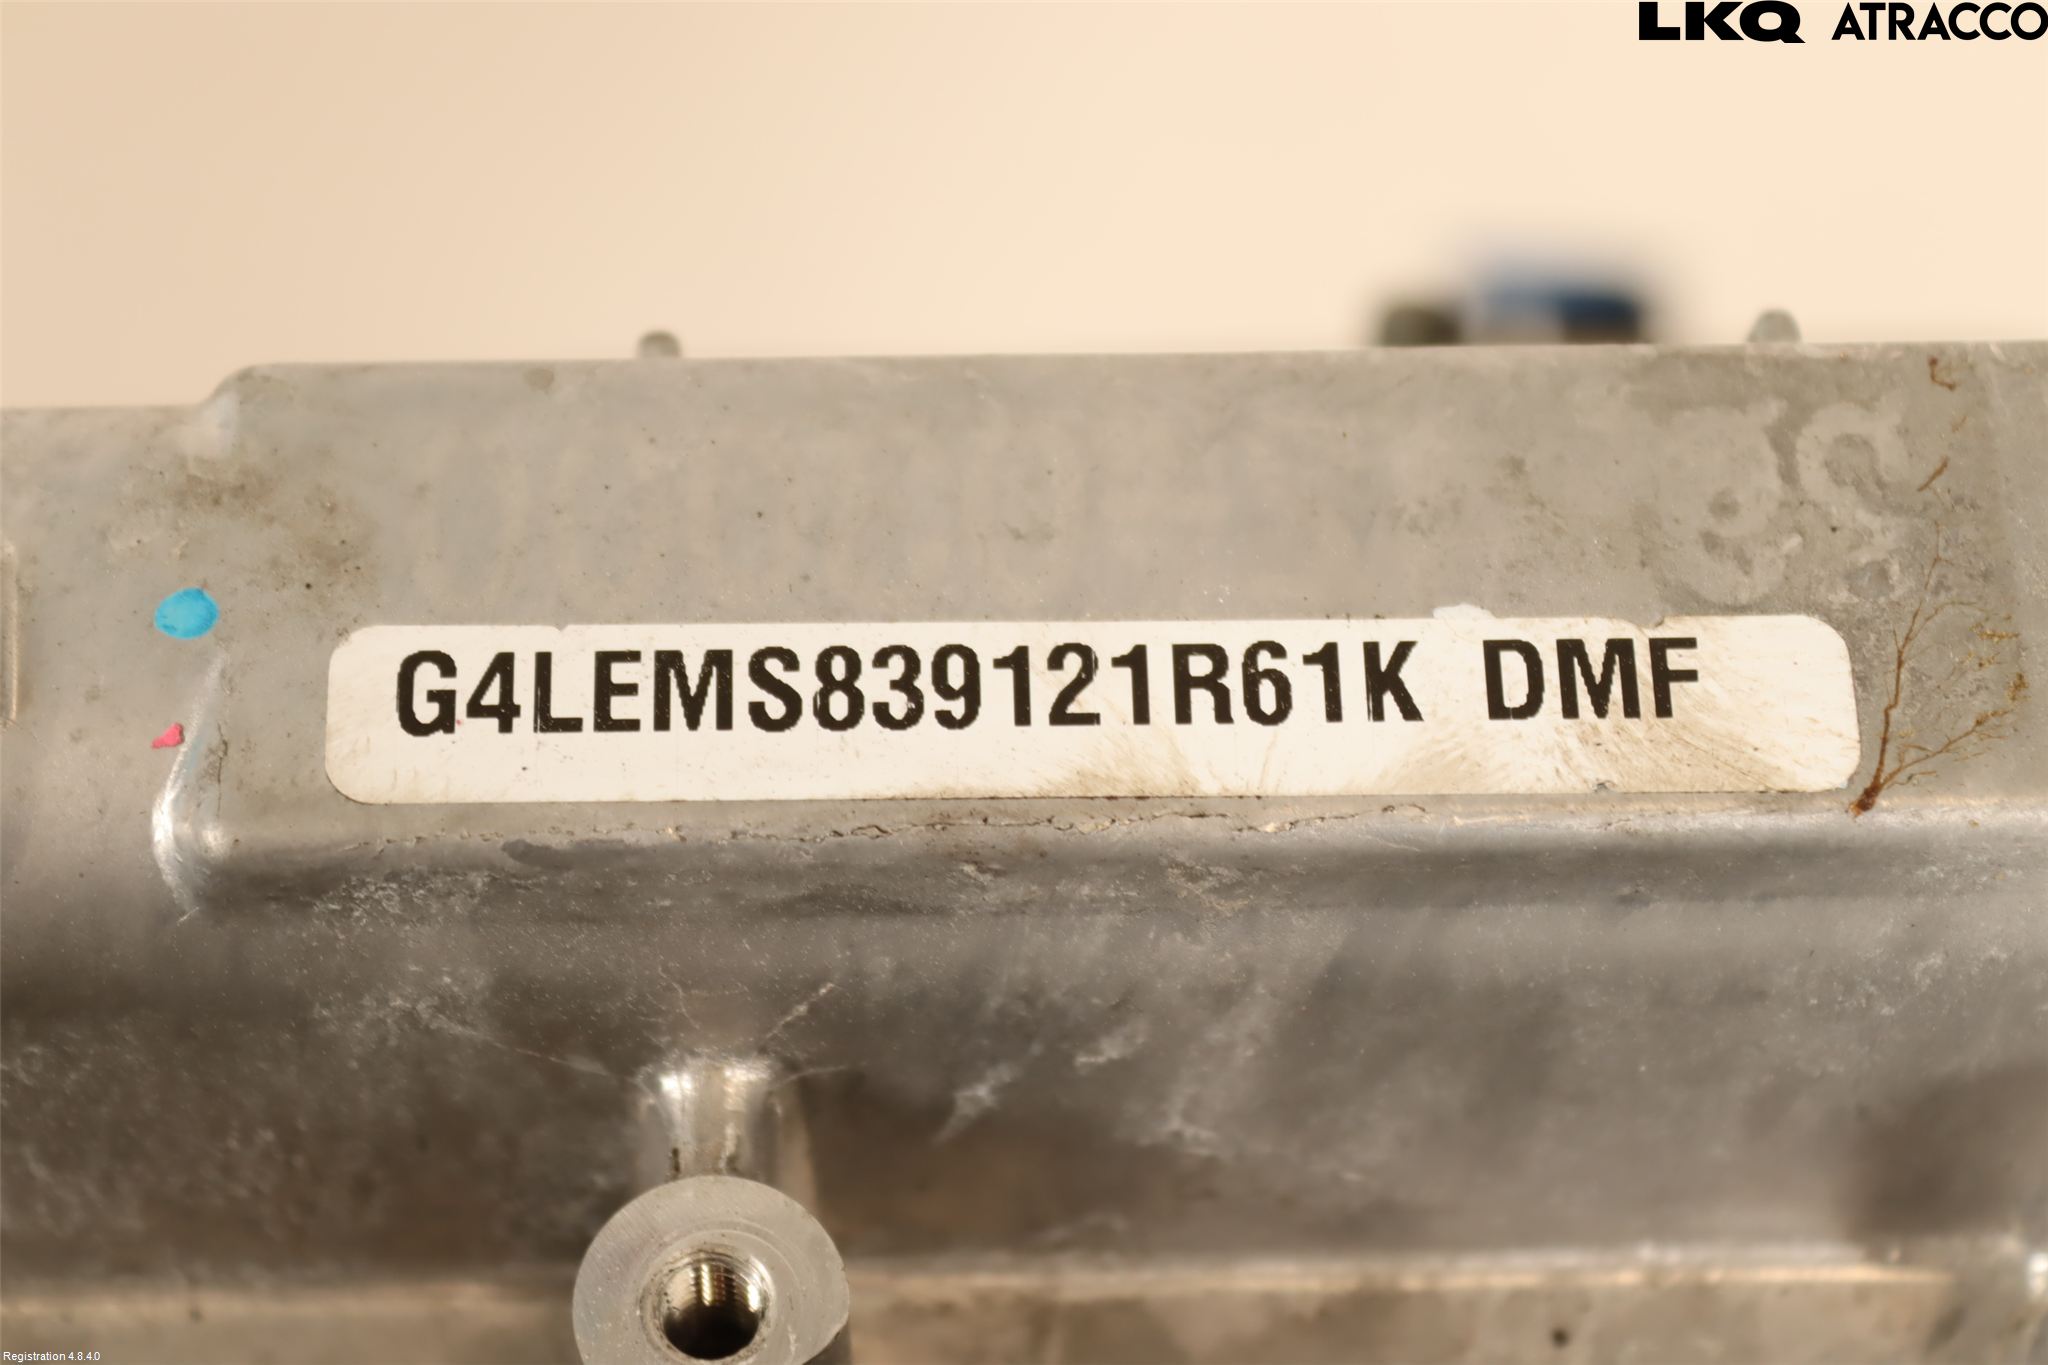 LKQ ATRACCO
G4LEMS839121R61K DMF
Registration 4.8.4.0